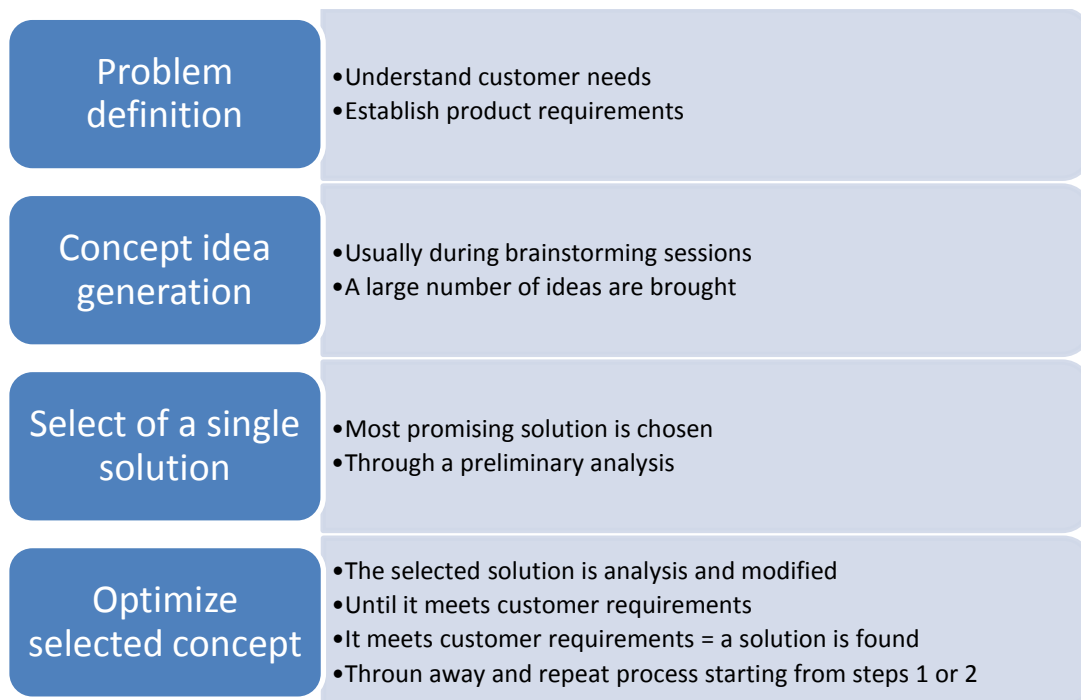 Problem
definition
•Understand customer needs
•Establish product requirements
Concept idea
generation
•Usually during brainstorming sessions
•A large number of ideas are brought
Select of a single
solution
•Most promising solution is chosen
•Through a preliminary analysis
Optimize
selected concept
•The selected solution is analysis and modified
•Until it meets customer requirements
•It meets customer requirements = a solution is found
•Throun away and repeat process starting from steps 1 or 2